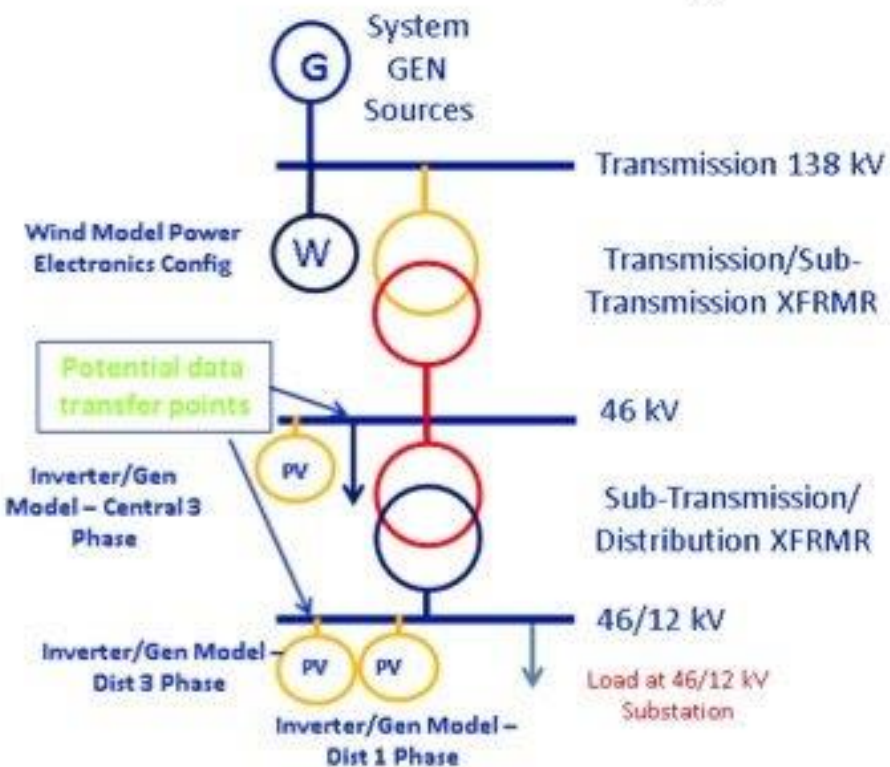 System
GEN
Sources
G
Transmission 138 kV
Wind Model Power
Electronics Config
W
Transmission/Sub-
Transmission XFRMR
Potential data
transfer points
46 kV
PV
Inverter/Gen
Model – Central 3
Phase
Sub-Transmission/
Distribution XFRMR
46/12 kV
Inverter/Gen Model –
Dist 3 Phase
PV
PV
Load at 46/12 kV
Substation
Inverter/Gen Model –
Dist 1 Phase